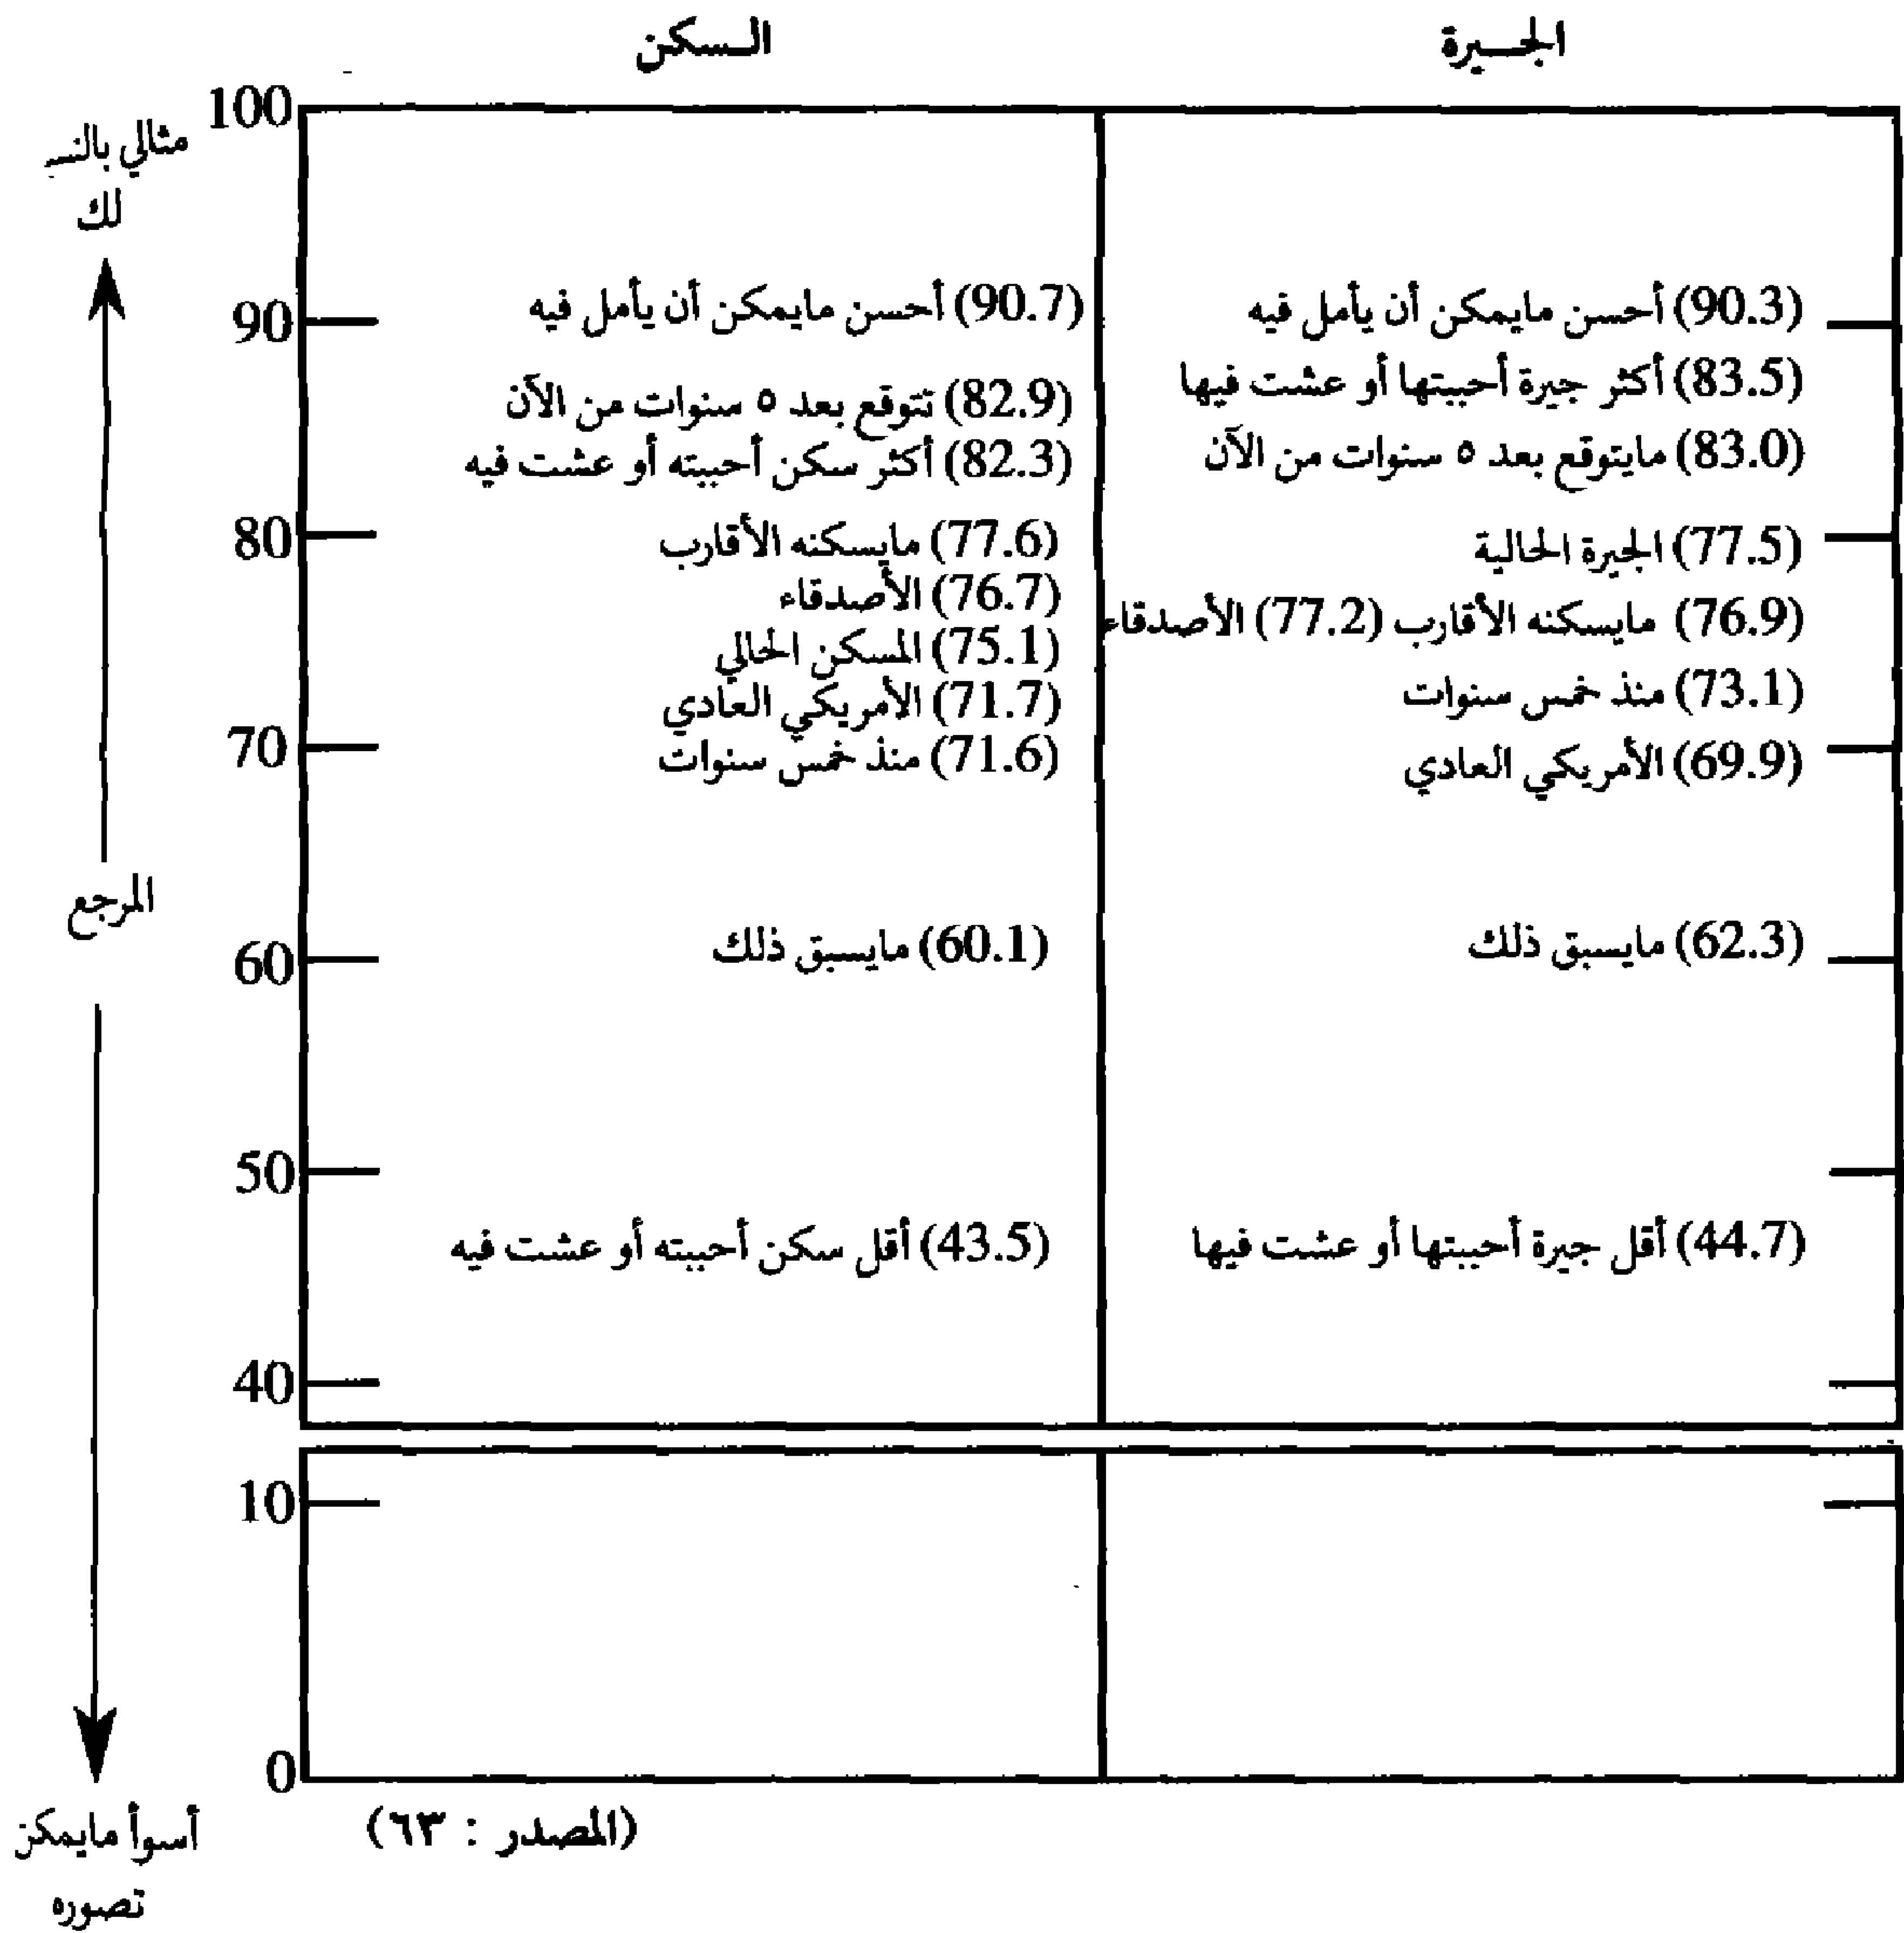 الجيرة
السكن
100
مثالي بالنسـ
لك
90
(90.3) أحسن مايمكن أن يأمل فيه
(90.7) أحسن مايمكن أن يأمل فيه
(83.5) أكثر جيرة أحببتها أو عشت فيها
(82.9) تتوقع بعد ٥ سنوات من الآن
(83.0) مايتوقع بعد ٥ سنوات من الآن
(82.3) أكثر سكن أحببته أو عشت فيه
80
(77.5) الجيرة الحالية
(77.6) مايسكنه الأقارب
(76.7) الأصدقاء
(76.9) مايسكنه الأقارب (77.2) الأصدقاء
(75.1) المسكن الحالي
(73.1) منذ خمس سنوات
(71.7) الأمريكي العادي
70
(69.9) الأمريكي العادي
(71.6) منذ خمس سنوات
المرجع
60
(62.3) مايسبق ذلك
(60.1) مايسبق ذلك
50
(44.7) أقل جيرة أحببتها أو عشت فيها
(43.5) أقل سكن أحببته أو عشت فيه
40
10
0
(المصدر : ٦٣)
أسوأ مايمكن
تصوره